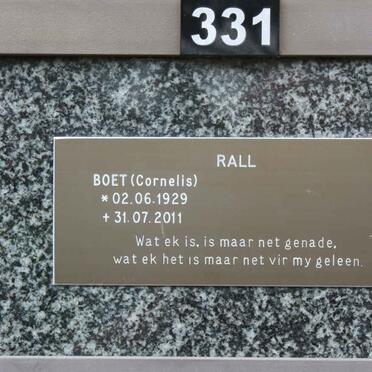 331
RALL
BOET (Cornelis)
* 02.06.1929
+ 31.07.2011
Wat ek is, is maar net genade,
wat ek het is maar net vir my geleen.